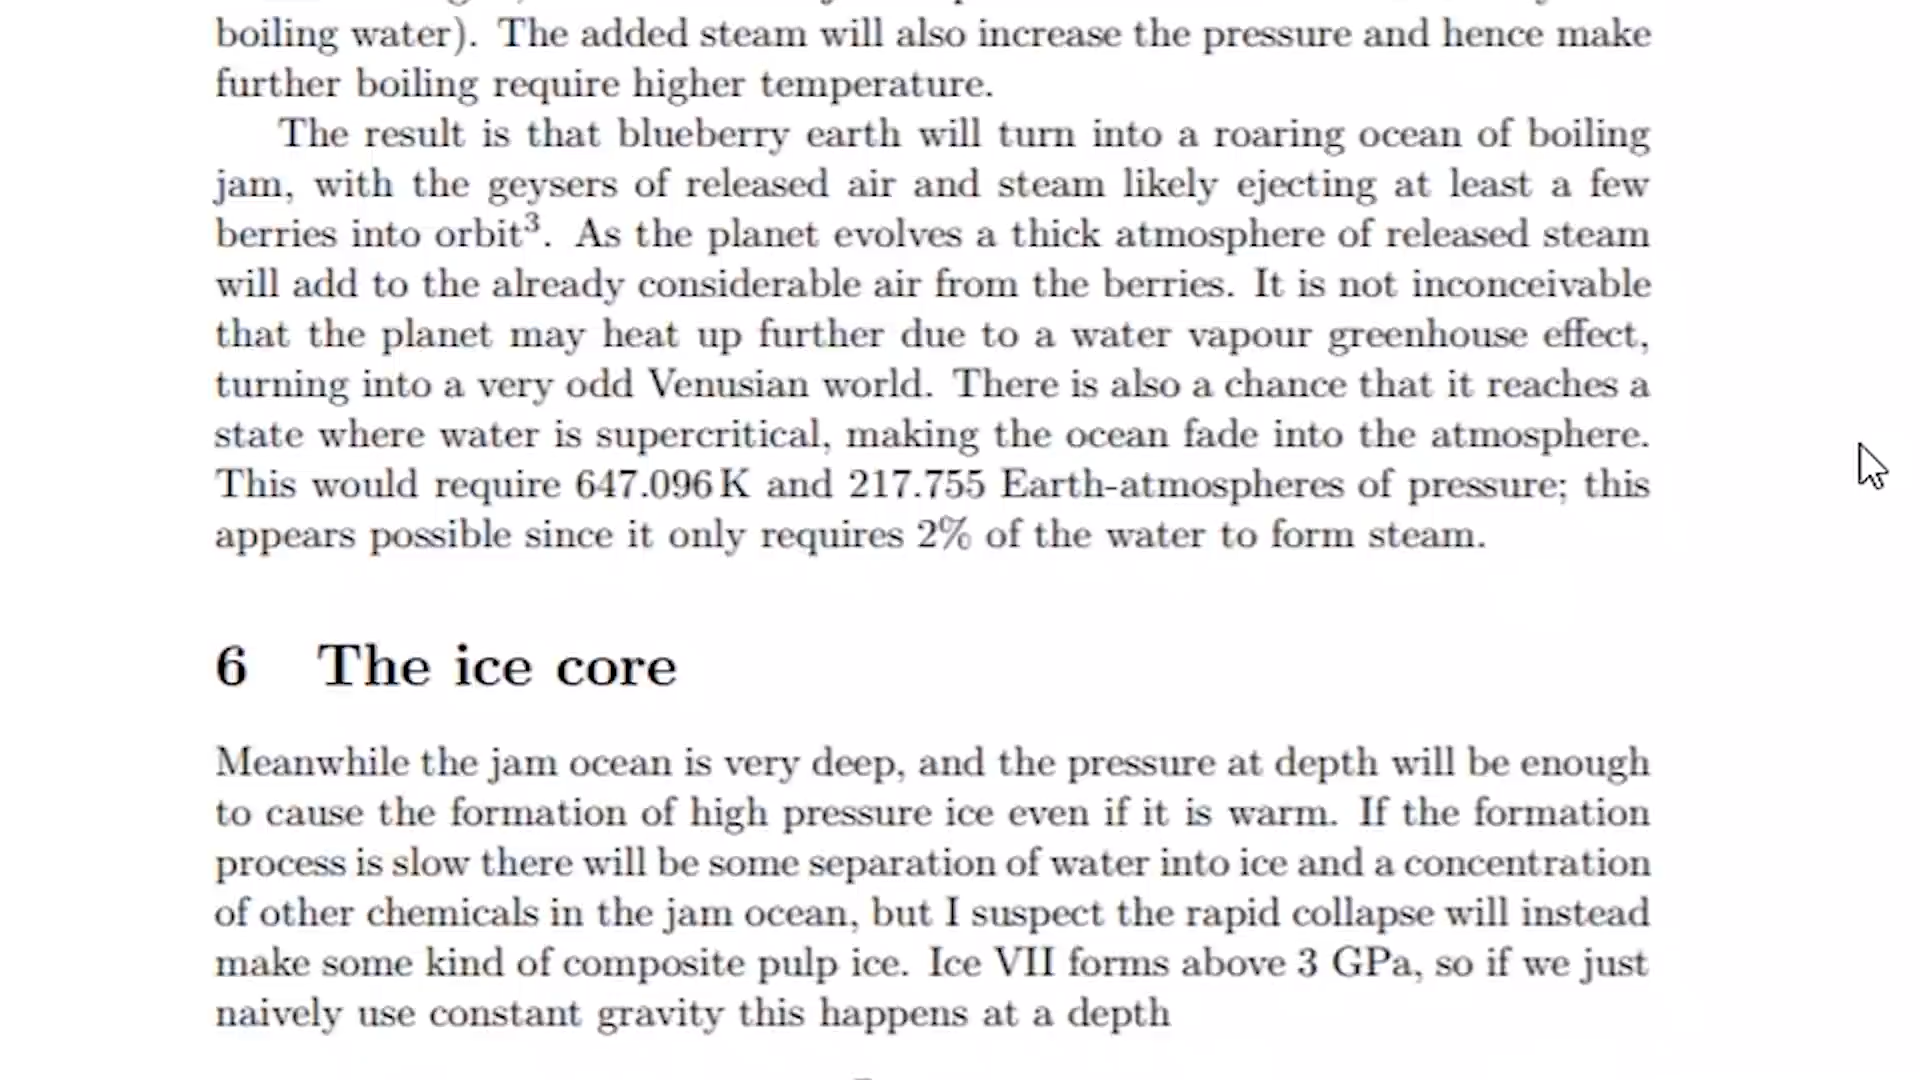 boiling water). The added steam will also increase the pressure and hence make
further boiling require higher temperature.
The result is that blueberry earth will turn into a roaring ocean of boiling
jam, with the geysers of released air and steam likely ejecting at least a few
berries into orbit³. As the planet evolves a thick atmosphere of released steam
will add to the already considerable air from the berries. It is not inconceivable
that the planet may heat up further due to a water vapour greenhouse effect,
turning into a very odd Venusian world. There is also a chance that it reaches a
state where water is supercritical, making the ocean fade into the atmosphere.
This would require 647.096 K and 217.755 Earth-atmospheres of pressure; this
appears possible since it only requires 2% of the water to form steam.
6 The ice core
Meanwhile the jam ocean is very deep, and the pressure at depth will be enough
to cause the formation of high pressure ice even if it is warm. If the formation
process is slow there will be some separation of water into ice and a concentration
of other chemicals in the jam ocean, but I suspect the rapid collapse will instead
make some kind of composite pulp ice. Ice VII forms above 3 GPa, so if we just
naively use constant gravity this happens at a depth